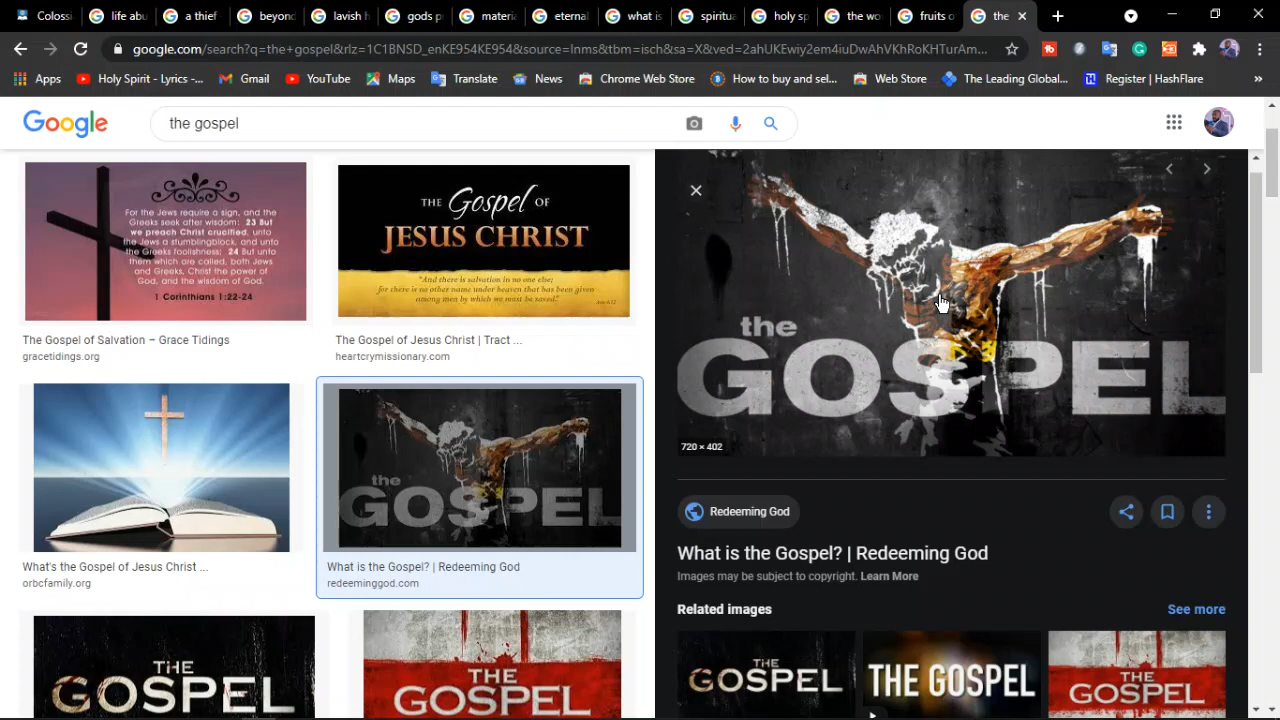 Colossi
life abu
a thief
beyond
lavish h
gods p
materia
eternal
what is
spiritua
holy sp
the wo
fruits o
the
google.com/search?q=the+gospel&rlz=1C1BNSD_enKE954KE954&source=lnms&tbm=isch&sa=X&ved=2ahUKEwiy2em4iuDwAhVKhRoKHTurAm...
Apps
Holy Spirit - Lyrics -...
Gmail
YouTube
Maps
Translate
News
Chrome Web Store
How to Buy and sel...
Web Store
The Leading Global...
Register | HashFlare
Google
the gospel
For the Jews require a sign, and the
Greeks seek after wisdom: 23 But
we preach Christ crucified, unto
the Jews a stumblingblock, and unto
the Greeks foolishness; 24 But unto
them which are called, both Jews
and Greeks, Christ the power of
God, and the wisdom of God.
1 Corinthians 1:22-24
The Gospel of Salvation – Grace Tidings
gracetidings.org
THE Gospel OF
JESUS CHRIST
"And there is salvation in no one else;
for there is no other name under heaven that has been given
among men by which we must be saved."
Acts 4:12
The Gospel of Jesus Christ | Tract ...
heartcrymissionary.com
What's the Gospel of Jesus Christ ...
orbcfamily.org
the
GOSPEL
What is the Gospel? | Redeeming God
redeeminggod.com
THE
GOSPEL
THE
GOSPEL
the
GOSPEL
720 × 402
Redeeming God
What is the Gospel? | Redeeming God
Images may be subject to copyright. Learn More
Related images
See more
THE
GOSPEL
THE GOSPEL
THE
GOSPEL